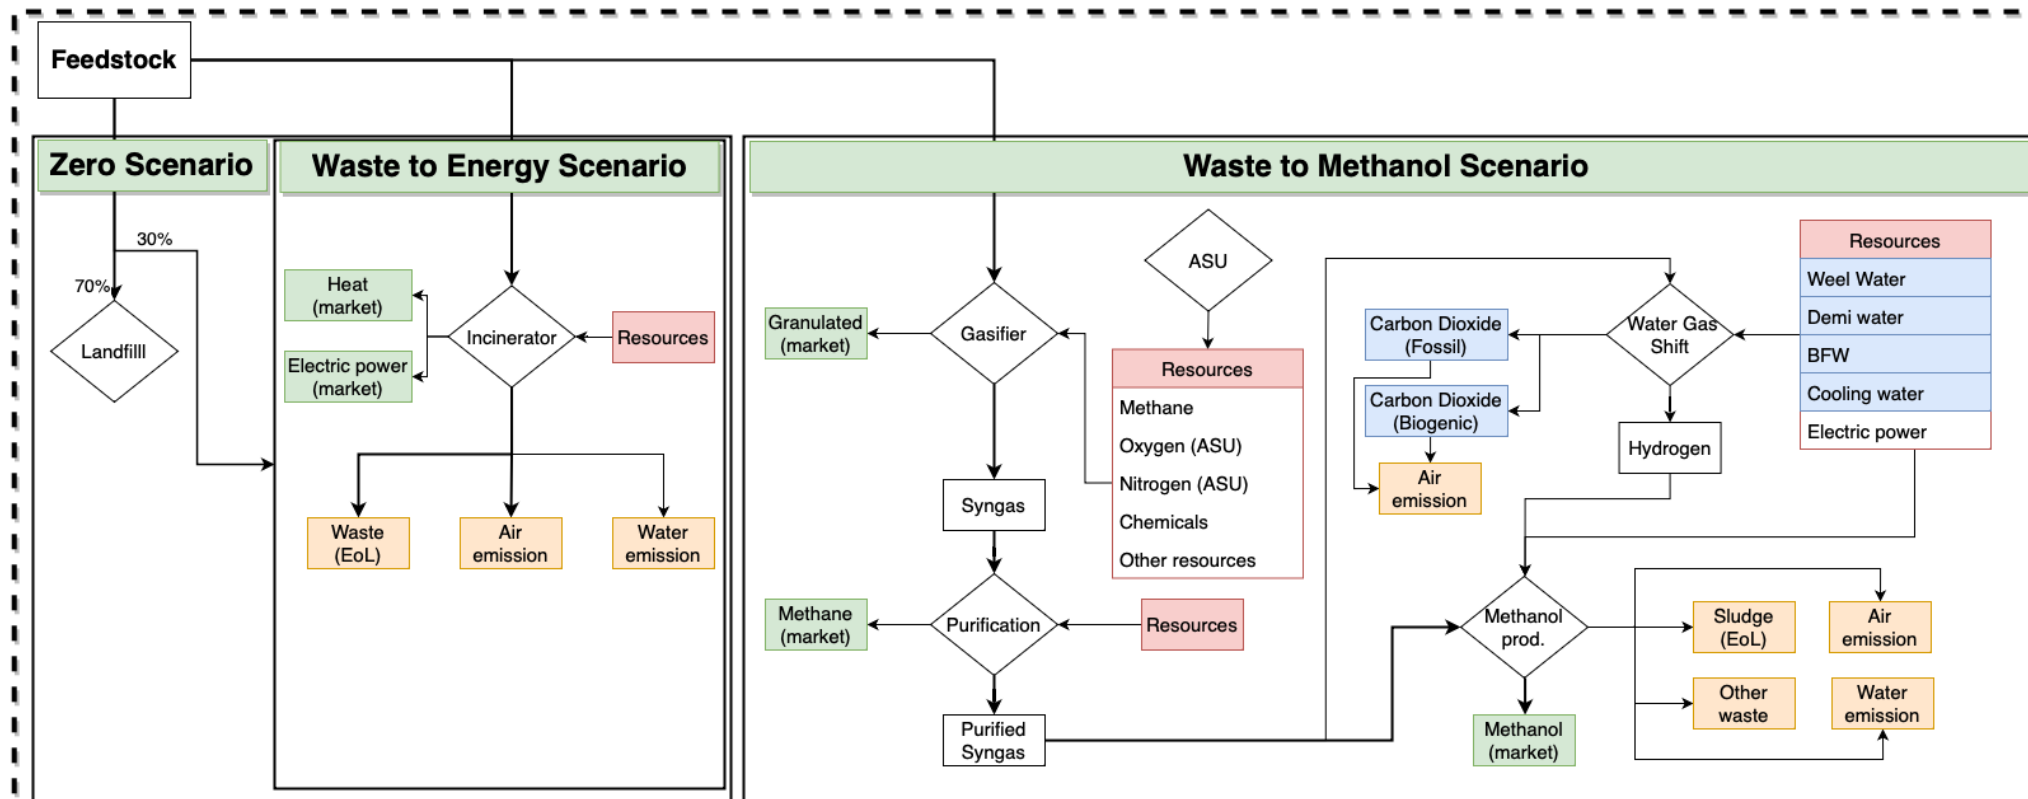 Feedstock
Zero Scenario
Waste to Energy Scenario
Waste to Methanol Scenario
30%
70%
Landfilll
Heat
(market)
Electric power
(market)
Incinerator
Resources
Waste
(EoL)
Air
emission
Water
emission
ASU
Granulated
(market)
Gasifier
Resources
Methane
Oxygen (ASU)
Nitrogen (ASU)
Chemicals
Other resources
Syngas
Methane
(market)
Purification
Resources
Purified
Syngas
Carbon Dioxide
(Fossil)
Carbon Dioxide
(Biogenic)
Air
emission
Water Gas
Shift
Hydrogen
Resources
Weel Water
Demi water
BFW
Cooling water
Electric power
Methanol
prod.
Sludge
(EoL)
Air
emission
Other
waste
Water
emission
Methanol
(market)